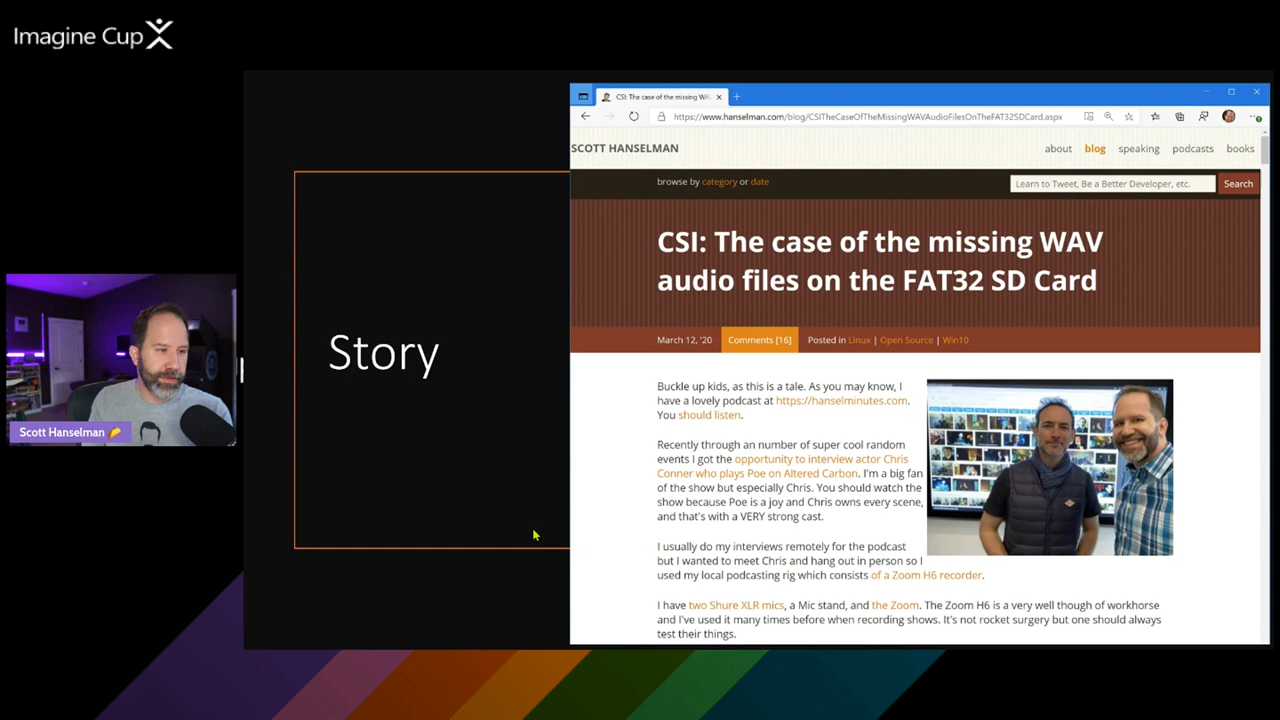 Imagine Cup
CSI: The case of the missing WAV
https://www.hanselman.com/blog/CSITheCaseOfTheMissingWAVAudioFilesOnTheFAT32SDCard.aspx
SCOTT HANSELMAN
about blog speaking podcasts books
browse by category or date
Learn to Tweet, Be a Better Developer, etc. Search
CSI: The case of the missing WAV
audio files on the FAT32 SD Card
March 12, '20 Comments [16] Posted in Linux | Open Source | Win10
Story
Scott Hanselman
Buckle up kids, as this is a tale. As you may know, I
have a lovely podcast at https://hanselminutes.com.
You should listen.
Recently through an number of super cool random
events I got the opportunity to interview actor Chris
Conner who plays Poe on Altered Carbon. I'm a big fan
of the show but especially Chris. You should watch the
show because Poe is a joy and Chris owns every scene,
and that's with a VERY strong cast.
I usually do my interviews remotely for the podcast
but I wanted to meet Chris and hang out in person so I
used my local podcasting rig which consists of a Zoom H6 recorder.
I have two Shure XLR mics, a Mic stand, and the Zoom. The Zoom H6 is a very well though of workhorse
and I've used it many times before when recording shows. It's not rocket surgery but one should always
test their things.